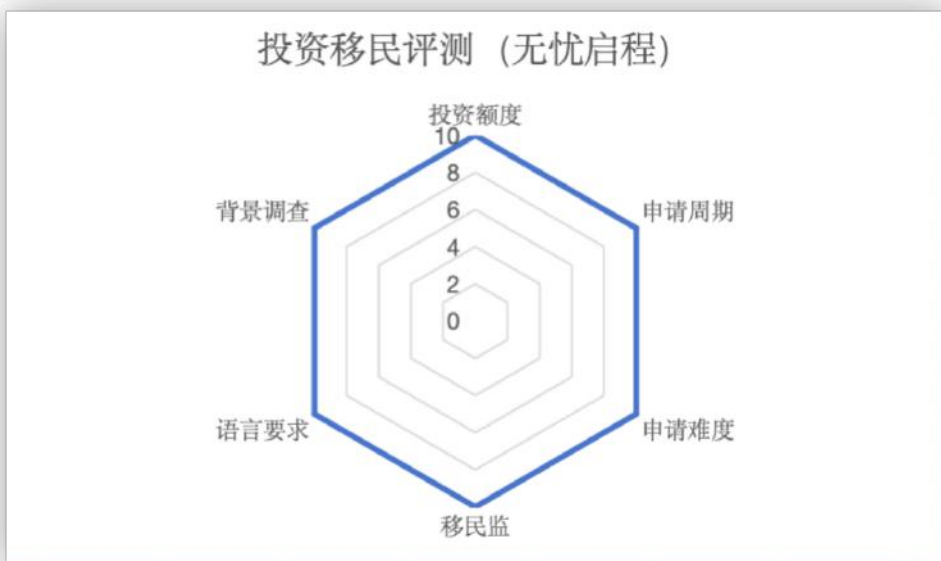 投资移民评测（无忧启程）
投资额度
10
8
6
4
2
0
背景调查
申请周期
语言要求
申请难度
移民监